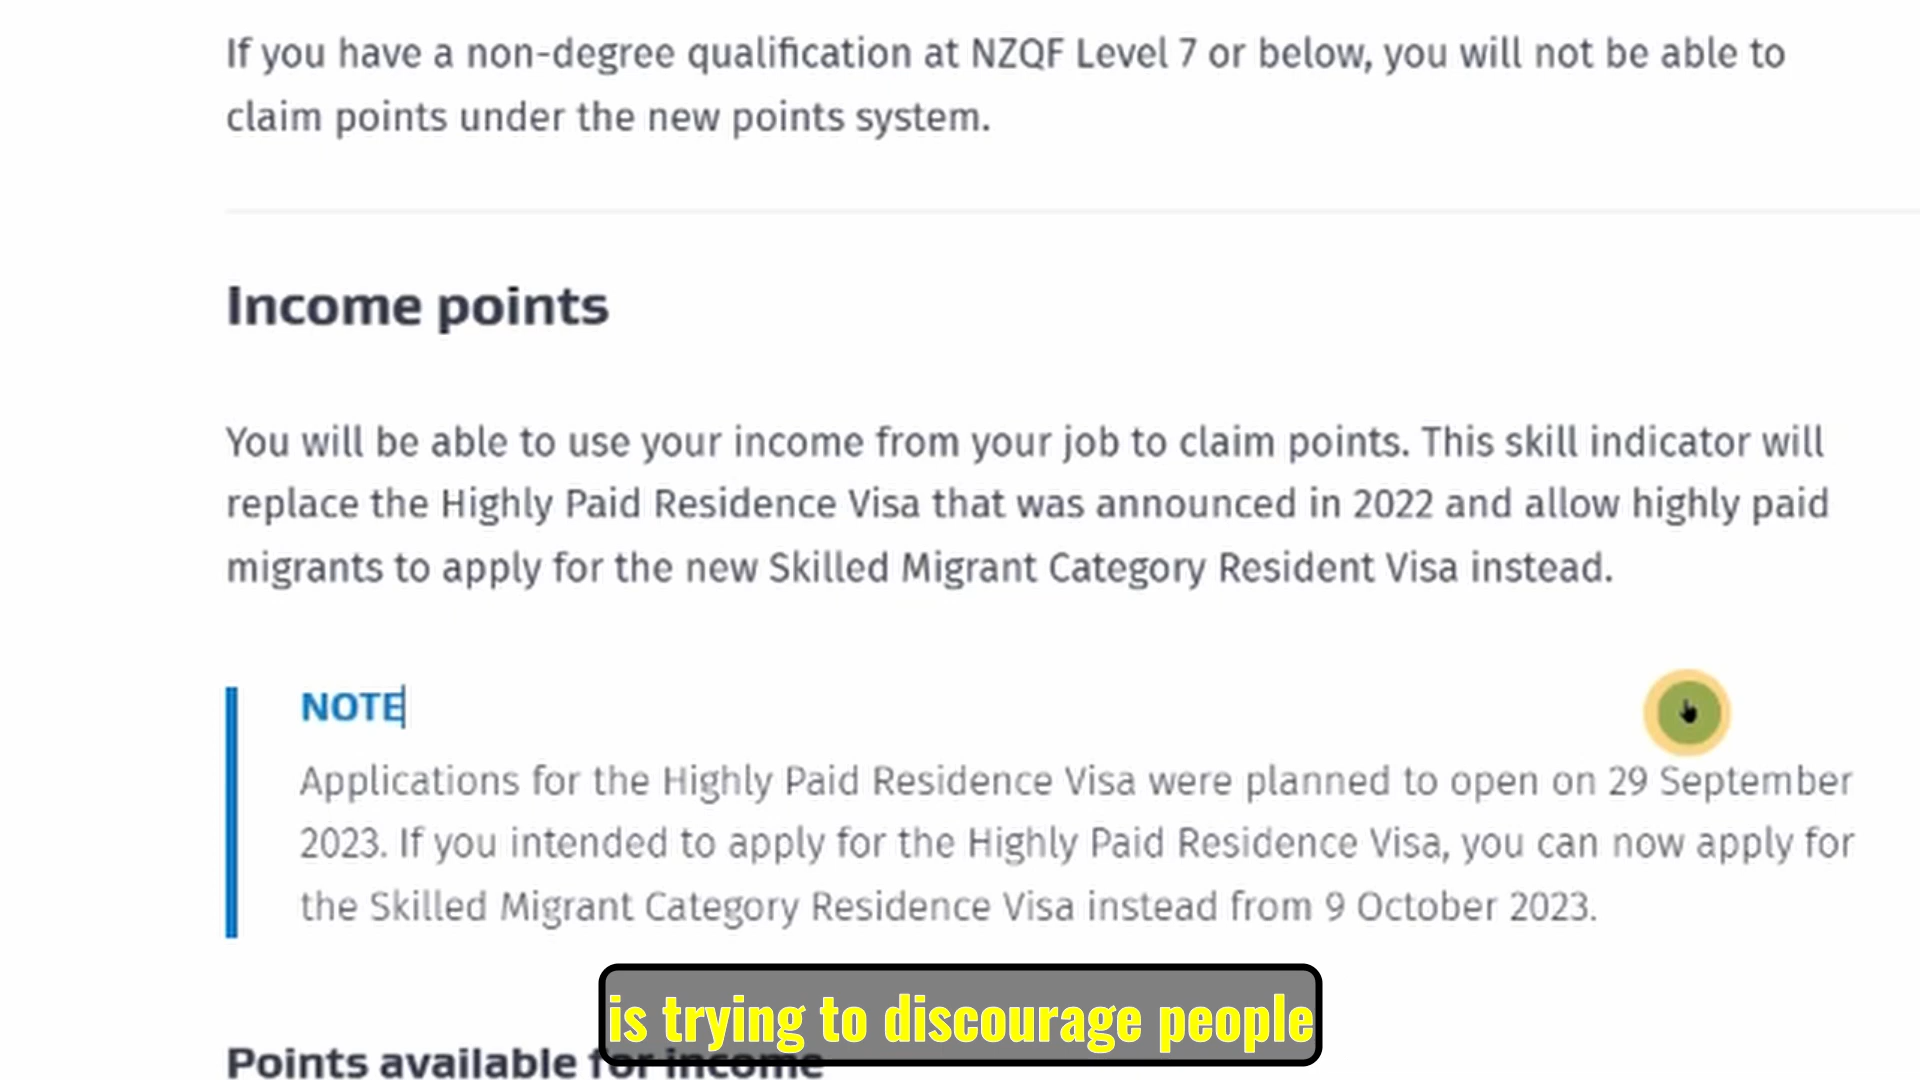 If you have a non-degree qualification at NZQF Level 7 or below, you will not be able to
claim points under the new points system.
Income points
You will be able to use your income from your job to claim points. This skill indicator will
replace the Highly Paid Residence Visa that was announced in 2022 and allow highly paid
migrants to apply for the new Skilled Migrant Category Resident Visa instead.
NOTE
Applications for the Highly Paid Residence Visa were planned to open on 29 September
2023. If you intended to apply for the Highly Paid Residence Visa, you can now apply for
the Skilled Migrant Category Residence Visa instead from 9 October 2023.
is trying to discourage people
Points available for income